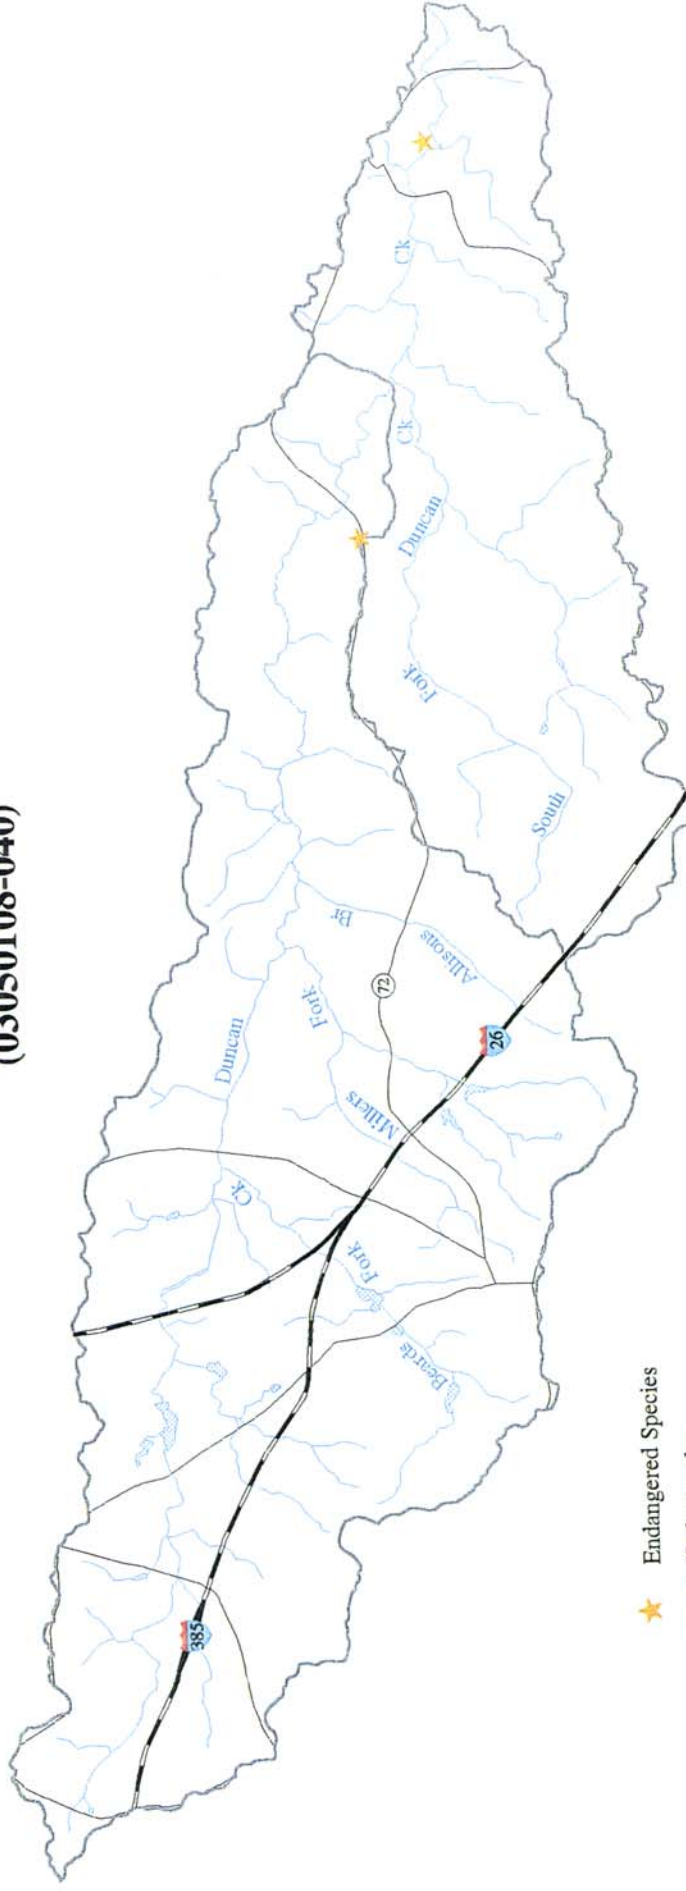 (03050108-040)
385
Beards
Fork
Ck
Duncan
Millers
Fork
26
72
Allisons
Br
South
Fork
Duncan
Ck
Ck
Endangered Species